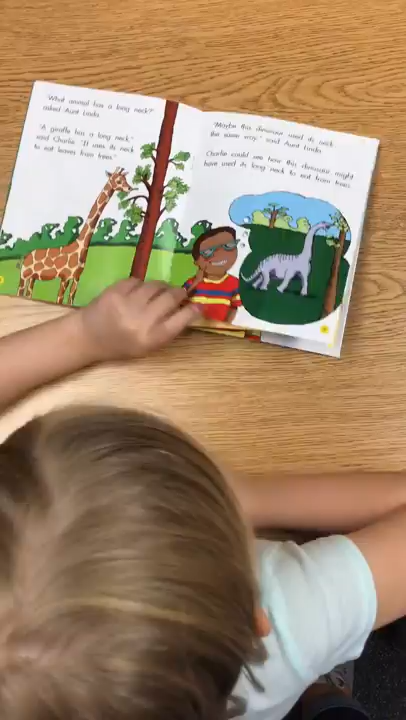 "What animal has a long neck?"
asked Aunt Linda.
"A giraffe has a long neck,"
said Charlie. "It uses its neck
to eat leaves from trees."
"Maybe this dinosaur used its neck
the same way," said Aunt Linda.
Charlie could see how this dinosaur might
have used its long neck to eat from trees.